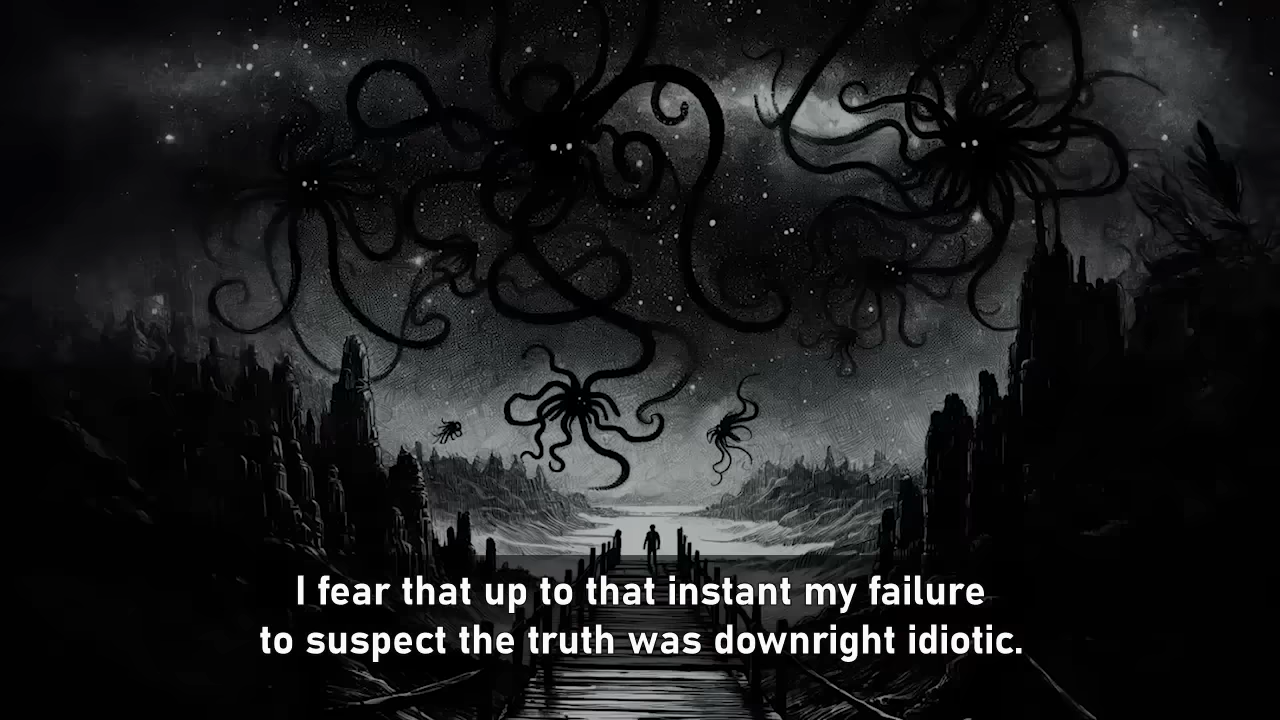 I fear that up to that instant my failure
to suspect the truth was downright idiotic.